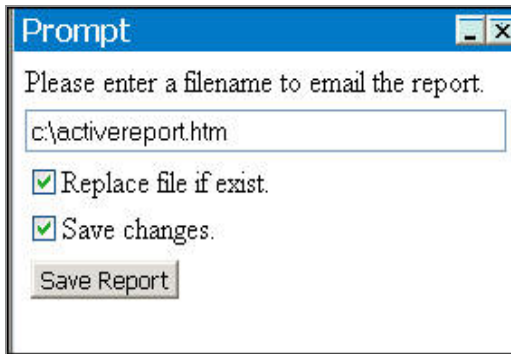 Prompt
Please enter a filename to email the report.
c:\activereport.htm
Replace file if exist.
Save changes.
Save Report